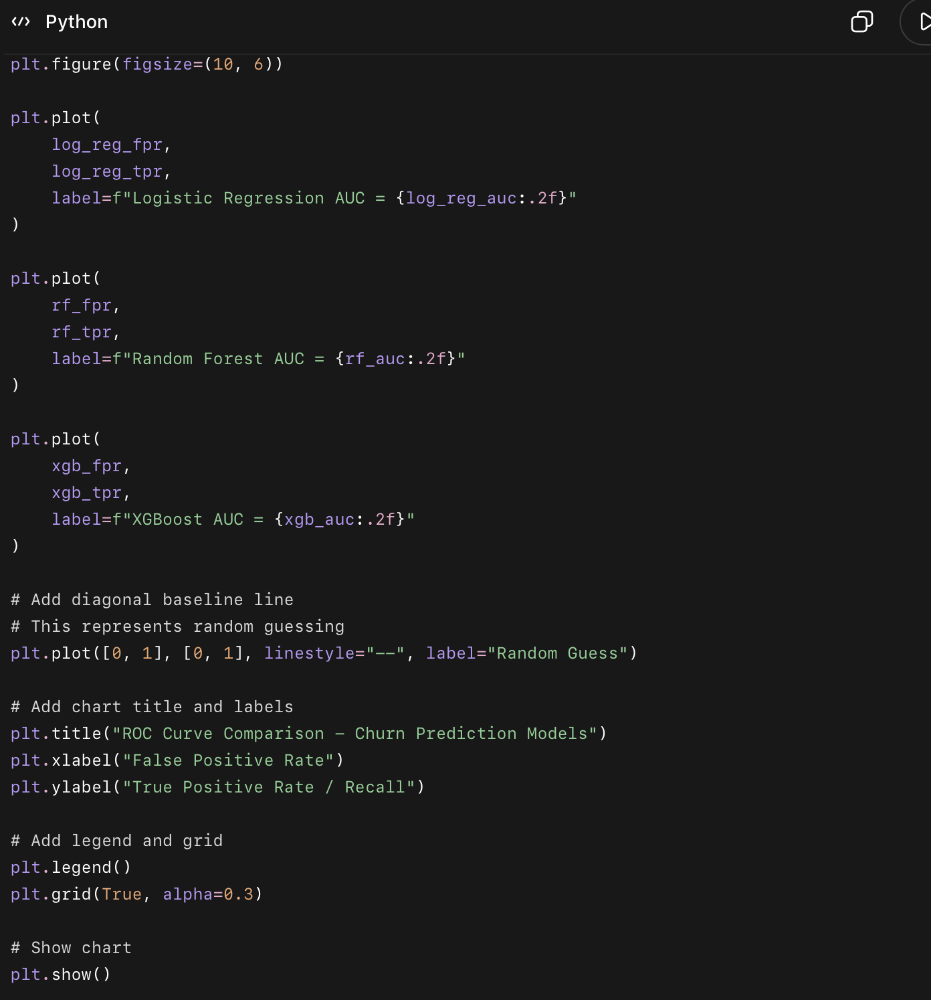 Python
plt.figure(figsize=(10, 6))
plt.plot(
    log_reg_fpr,
    log_reg_tpr,
    label=f"Logistic Regression AUC = {log_reg_auc:.2f}"
)
plt.plot(
    rf_fpr,
    rf_tpr,
    label=f"Random Forest AUC = {rf_auc:.2f}"
)
plt.plot(
    xgb_fpr,
    xgb_tpr,
    label=f"XGBoost AUC = {xgb_auc:.2f}"
)
# Add diagonal baseline line
# This represents random guessing
plt.plot([0, 1], [0, 1], linestyle="--", label="Random Guess")
# Add chart title and labels
plt.title("ROC Curve Comparison - Churn Prediction Models")
plt.xlabel("False Positive Rate")
plt.ylabel("True Positive Rate / Recall")
# Add legend and grid
plt.legend()
plt.grid(True, alpha=0.3)
# Show chart
plt.show()